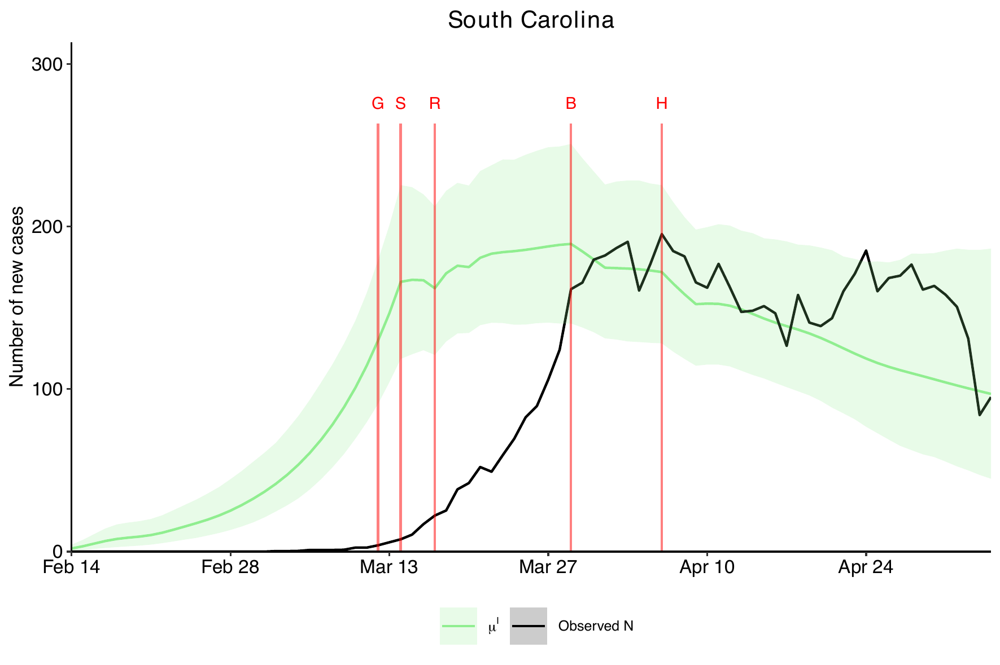 South Carolina
Number of new cases
300
200
100
0
G S R B H
Feb 14 Feb 28 Mar 13 Mar 27 Apr 10 Apr 24
μᴵ Observed N